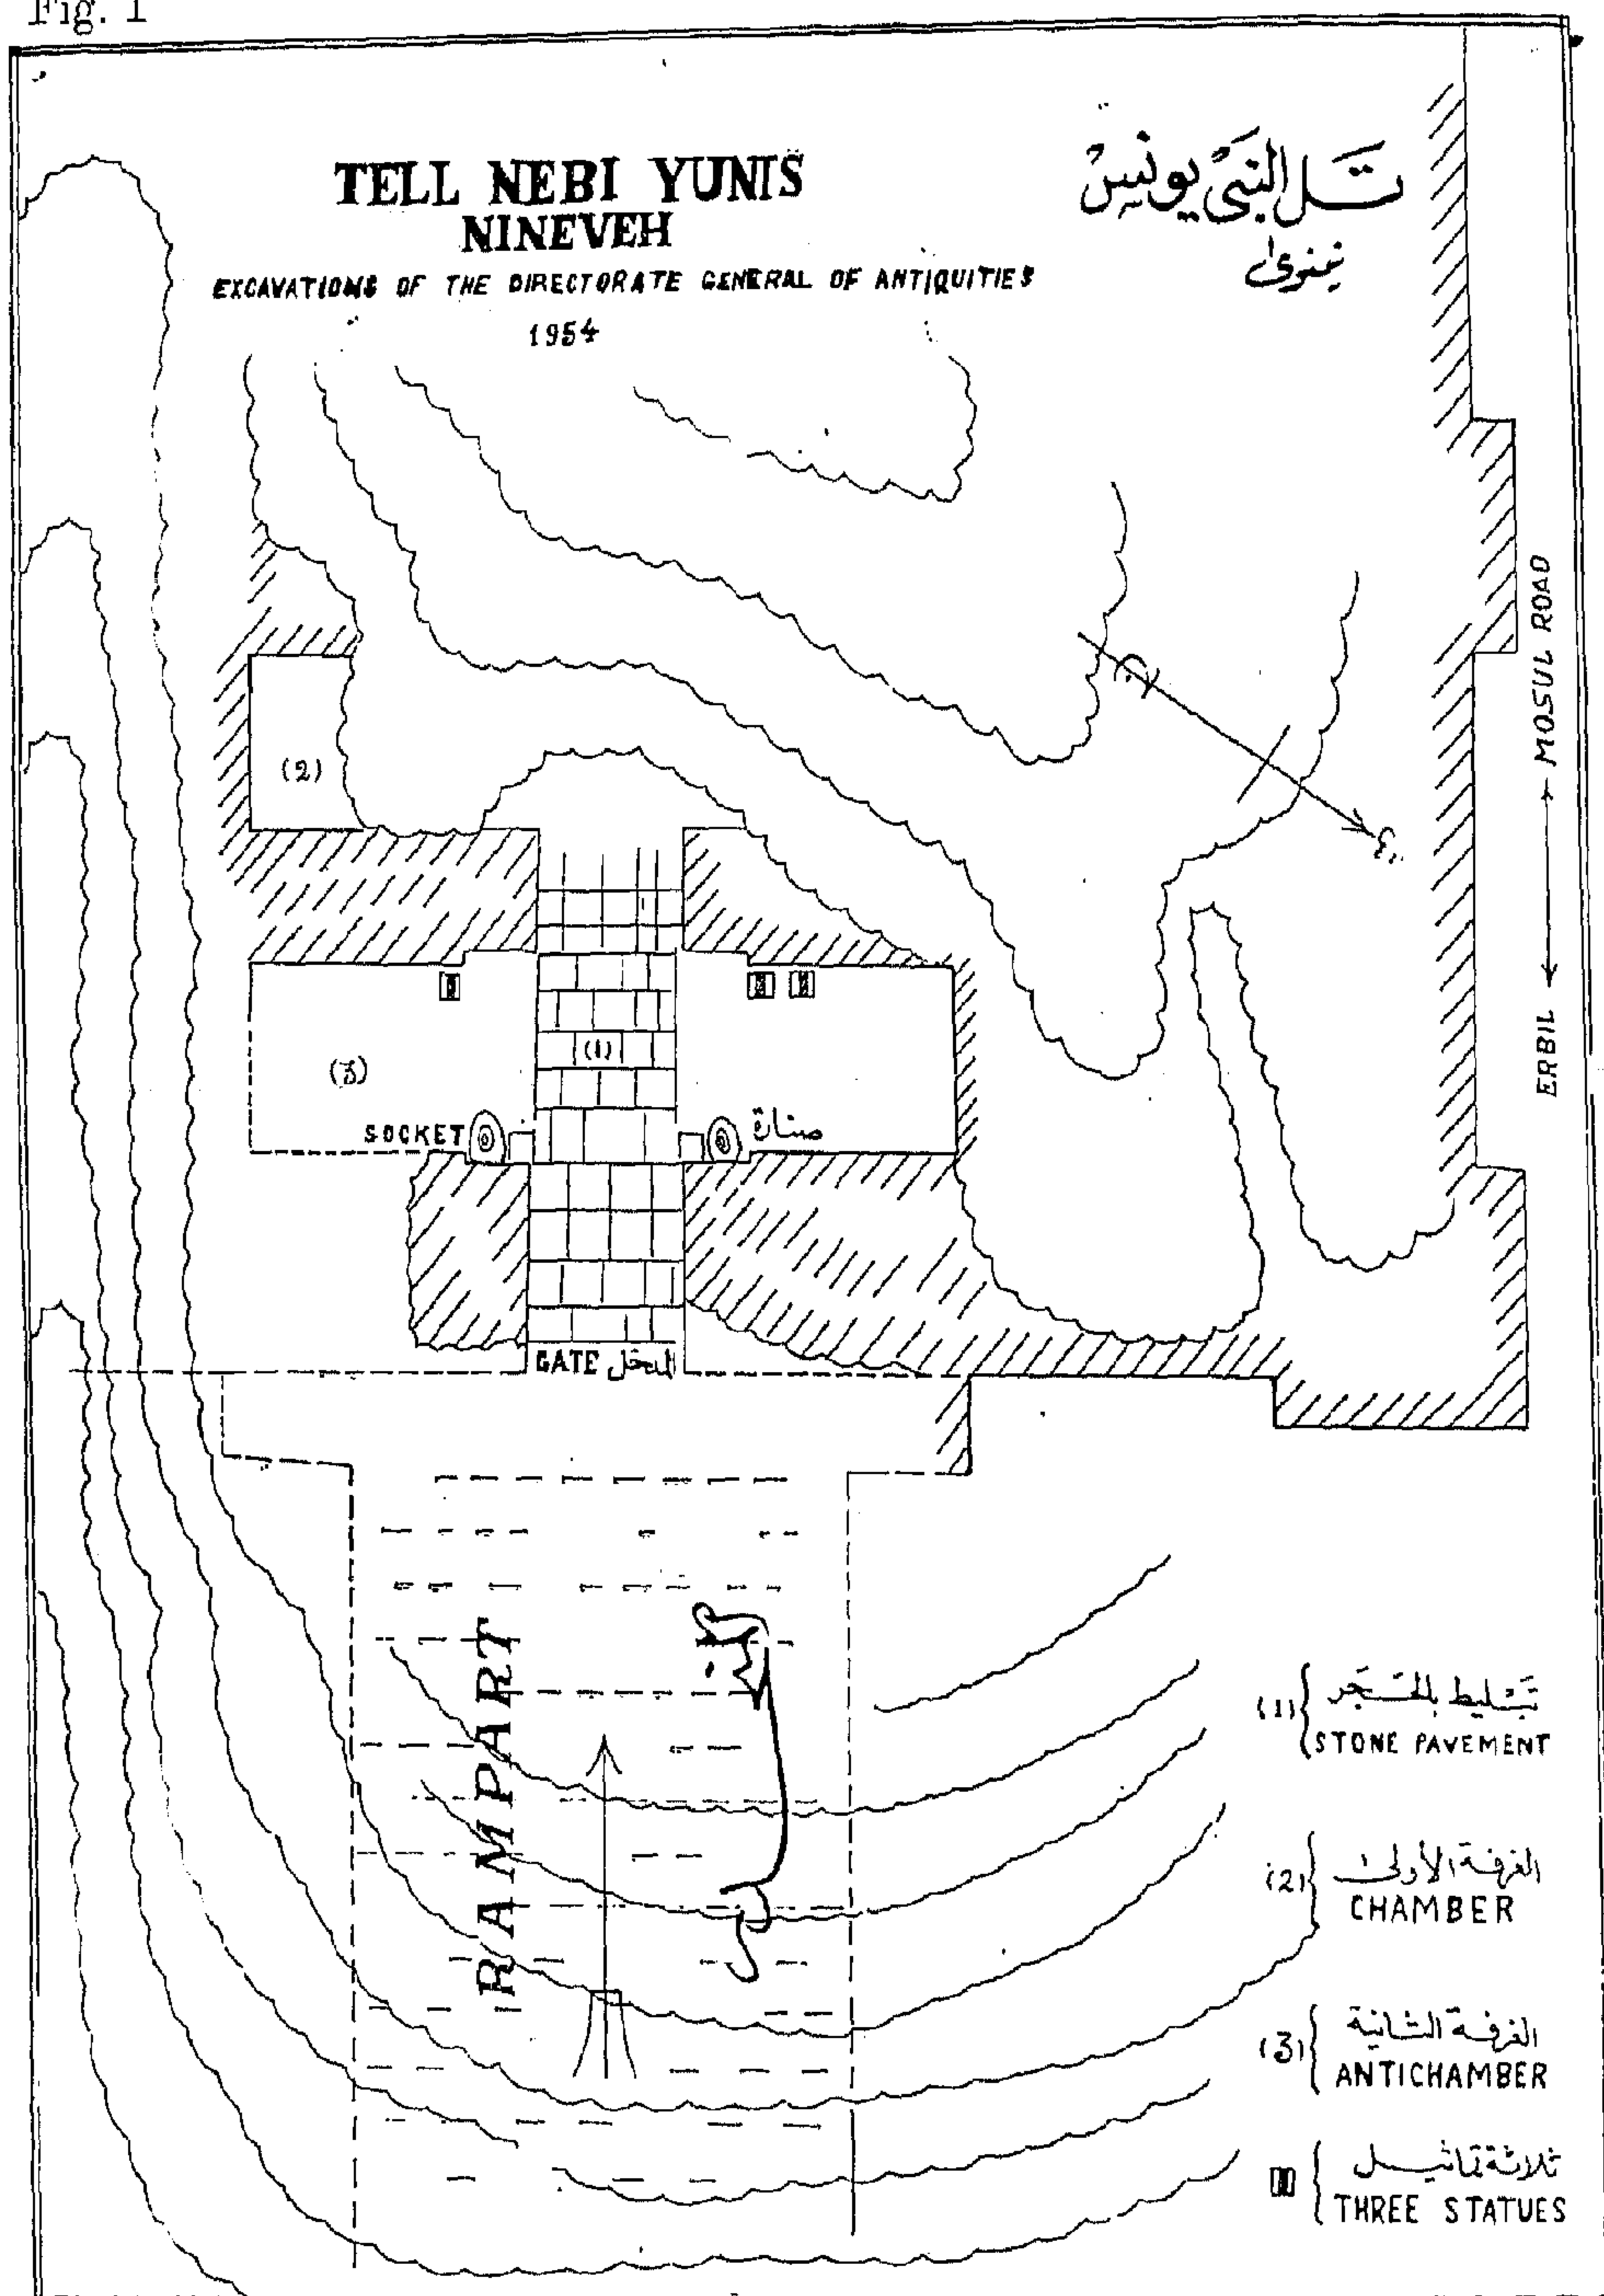 Fig. 1
TELL NEBI YUNIS
NINEVEH
EXCAVATIONS OF THE DIRECTORATE GENERAL OF ANTIQUITIES
1954
تل النبي يونس
نينوى
MOSUL ROAD
ERBIL
(2)
(1)
(3)
SOCKET
صنارة
GATE المدخل
RAMPART
(1) تبليط بالحجر
STONE PAVEMENT
(2) الغرفة الأولى
CHAMBER
(3) الغرفة الثانية
ANTICHAMBER
ثلاثة تماثيل
THREE STATUES